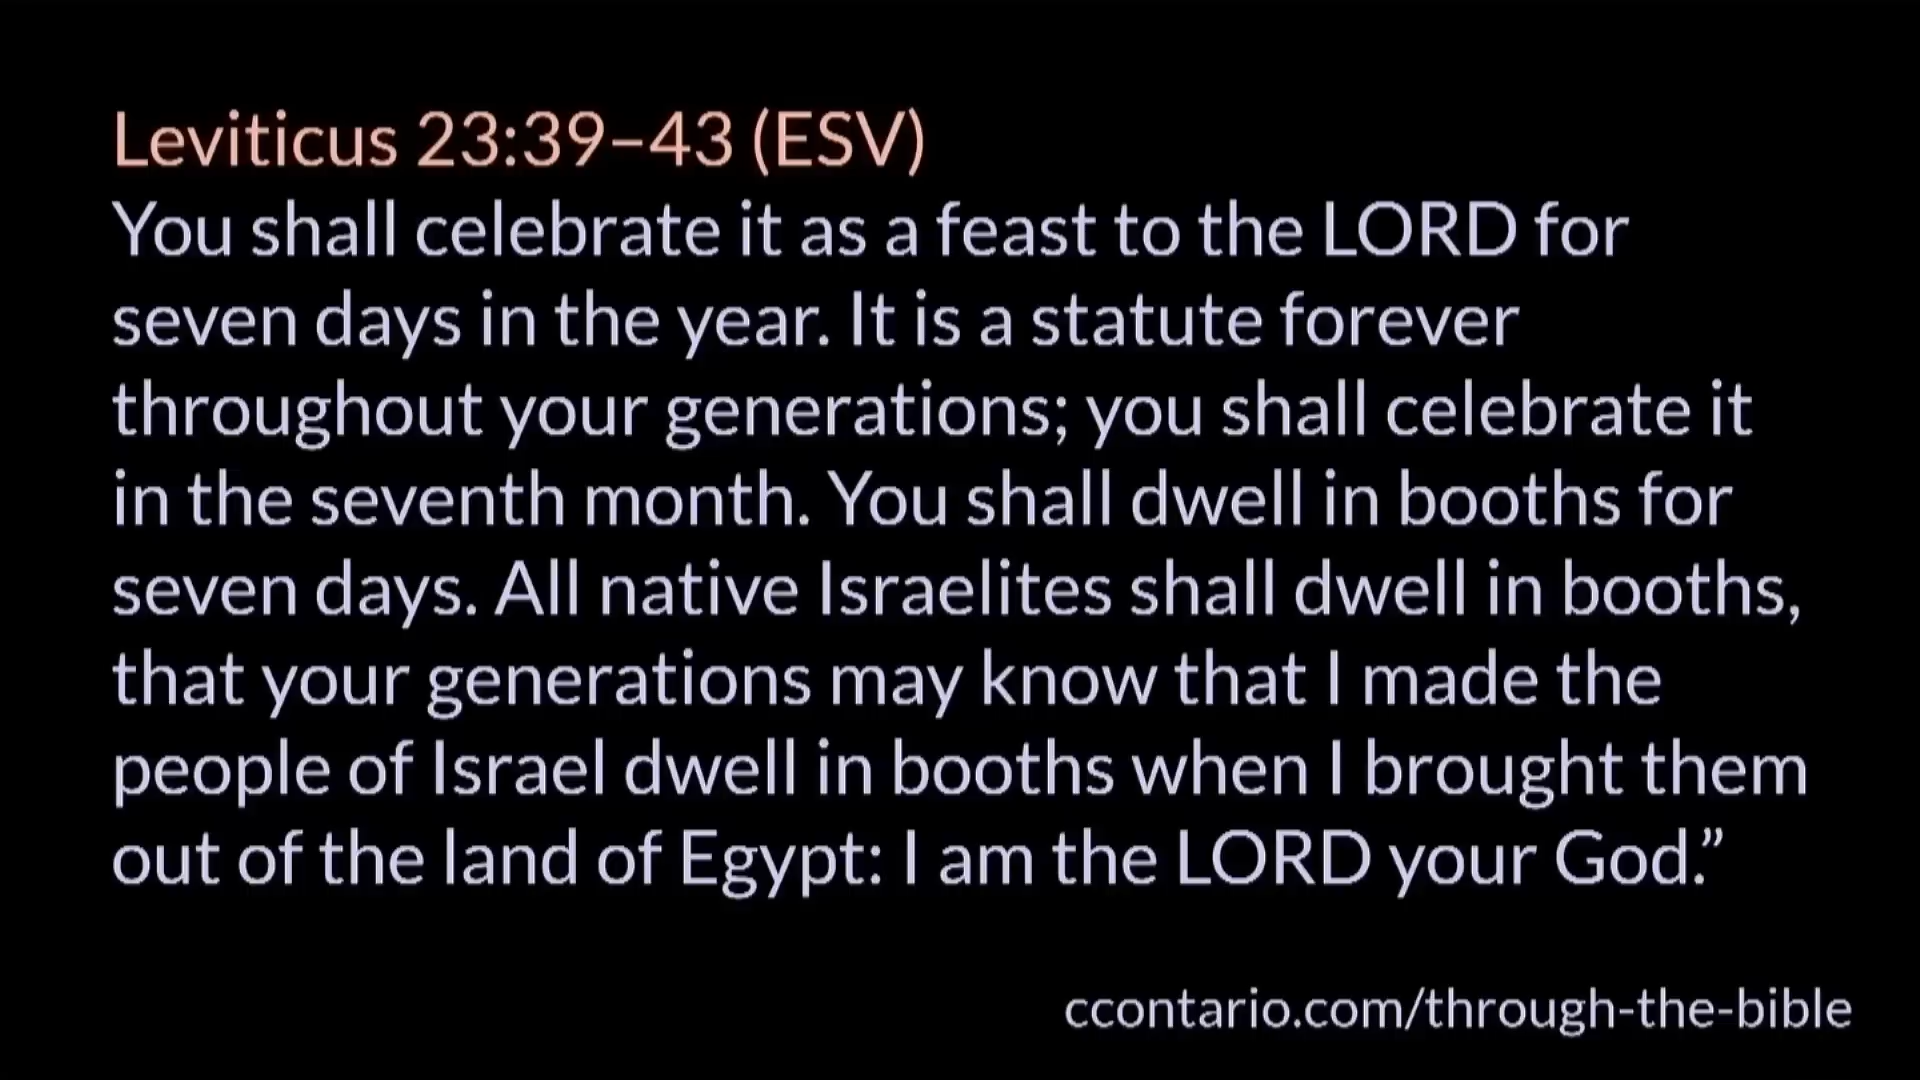 Leviticus 23:39–43 (ESV)
You shall celebrate it as a feast to the LORD for
seven days in the year. It is a statute forever
throughout your generations; you shall celebrate it
in the seventh month. You shall dwell in booths for
seven days. All native Israelites shall dwell in booths,
that your generations may know that I made the
people of Israel dwell in booths when I brought them
out of the land of Egypt: I am the LORD your God.”
ccontario.com/through-the-bible